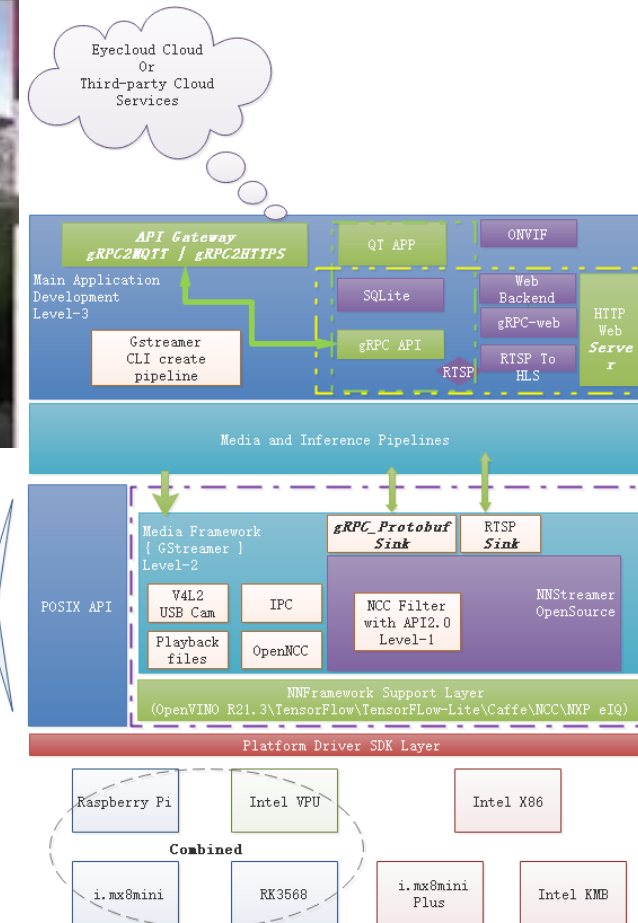 Eyecloud Cloud
Or
Third-party Cloud
Services
API Gateway
gRPC2MQTT / gRPC2HTTPS
QT APP
ONVIF
Main Application
Development
Level-3
SQLite
Web
Backend
gRPC-web
HTTP
Web
Serve
r
Gstreamer
CLI create
pipeline
gRPC API
RTSP
RTSP To
HLS
Media and Inference Pipelines
POSIX API
Media Framework
{ GStreamer }
Level-2
gRPC_Protobuf
Sink
RTSP
Sink
V4L2
USB Cam
IPC
NCC Filter
with API2.0
Level-1
NNStreamer
OpenSource
Playback
files
OpenNCC
NNFramework Support Layer
(OpenVINO R21.3\TensorFlow\TensorFLow-Lite\Caffe\NCC\NXP eIQ)
Platform Driver SDK Layer
Raspberry Pi
Intel VPU
Intel X86
Combined
i.mx8mini
RK3568
i.mx8mini
Plus
Intel KMB